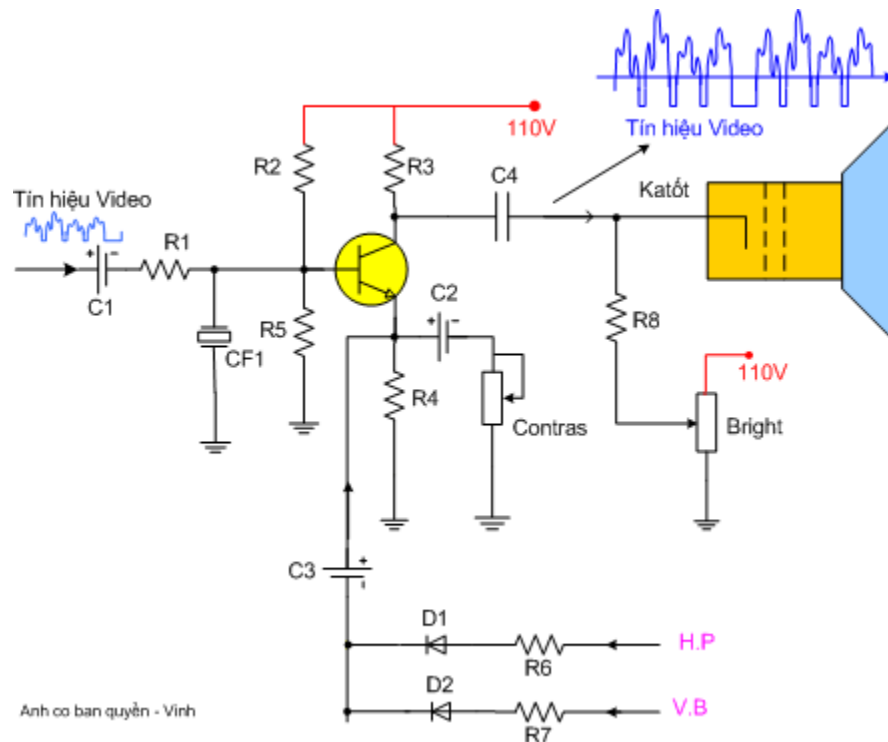 110V
Tín hiệu Video
R2
R3
C4
Katốt
Tín hiệu Video
R1
C1
C2
R5
R8
CF1
110V
R4
Contras
Bright
C3
D1
H.P
R6
D2
V.B
R7
Anh co ban quyền - Vinh